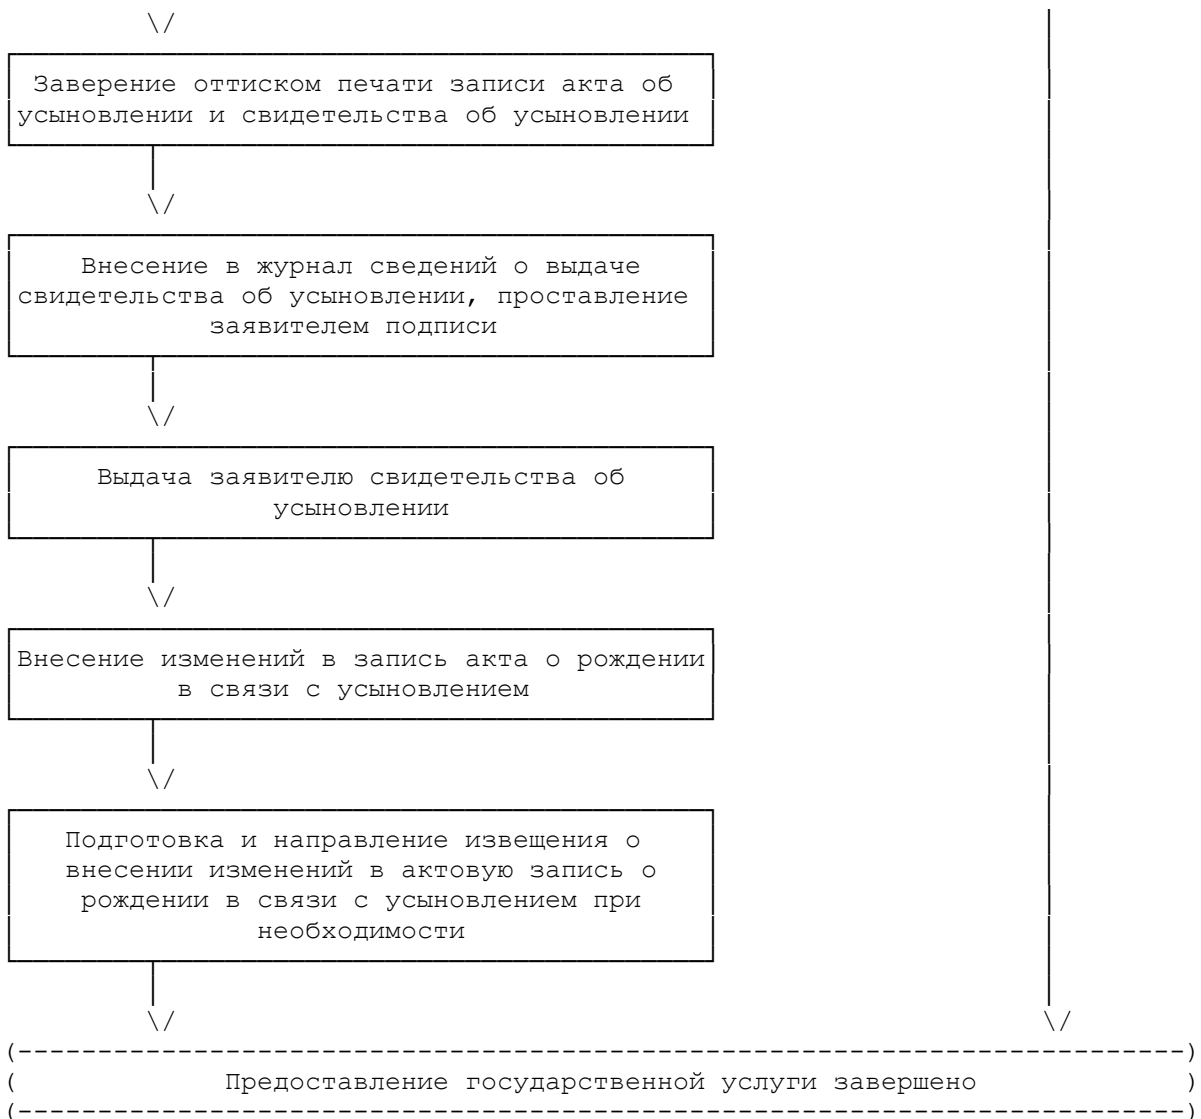 Заверение оттиском печати записи акта об
усыновлении и свидетельства об усыновлении
Внесение в журнал сведений о выдаче
свидетельства об усыновлении, проставление
заявителем подписи
Выдача заявителю свидетельства об
усыновлении
Внесение изменений в запись акта о рождении
в связи с усыновлением
Подготовка и направление извещения о
внесении изменений в актовую запись о
рождении в связи с усыновлением при
необходимости
Предоставление государственной услуги завершено